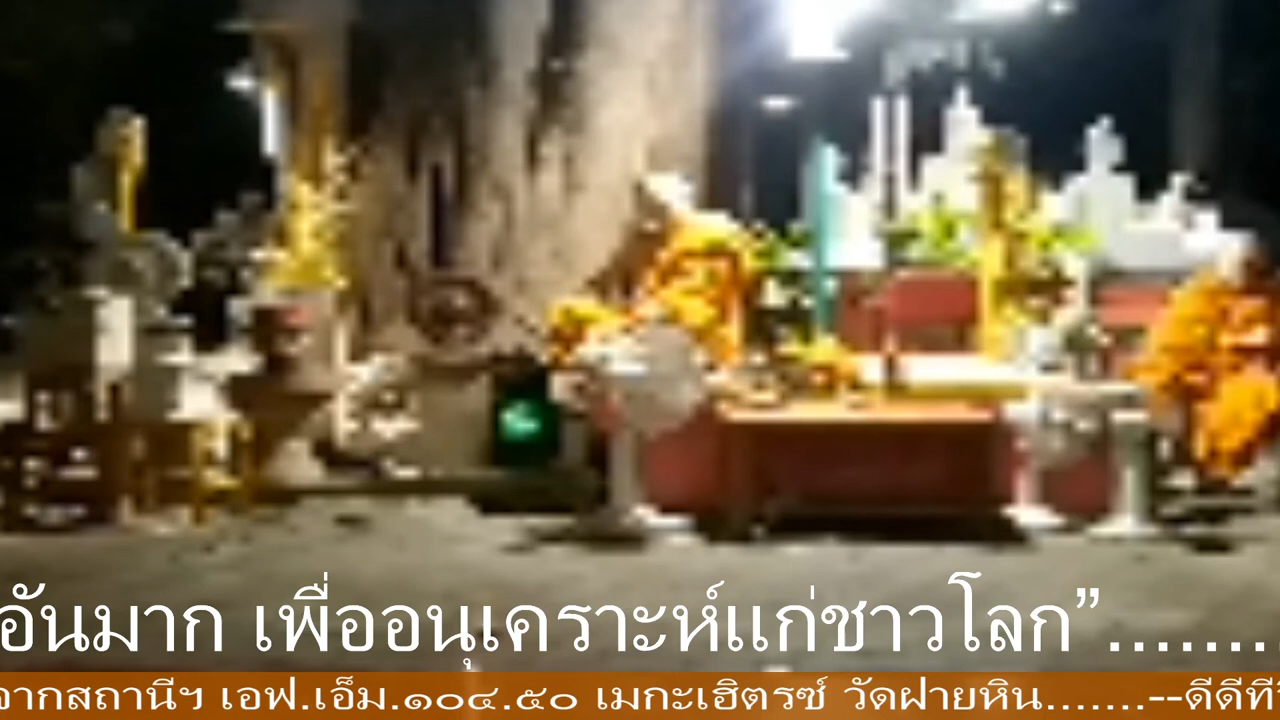 อันมาก เพื่ออนุเคราะห์แก่ชาวโลก”........
จากสถานีฯ เอฟ.เอ็ม.๑๐๔.๕๐ เมกะเฮิตรซ์ วัดฝายหิน.......--ดีดีที